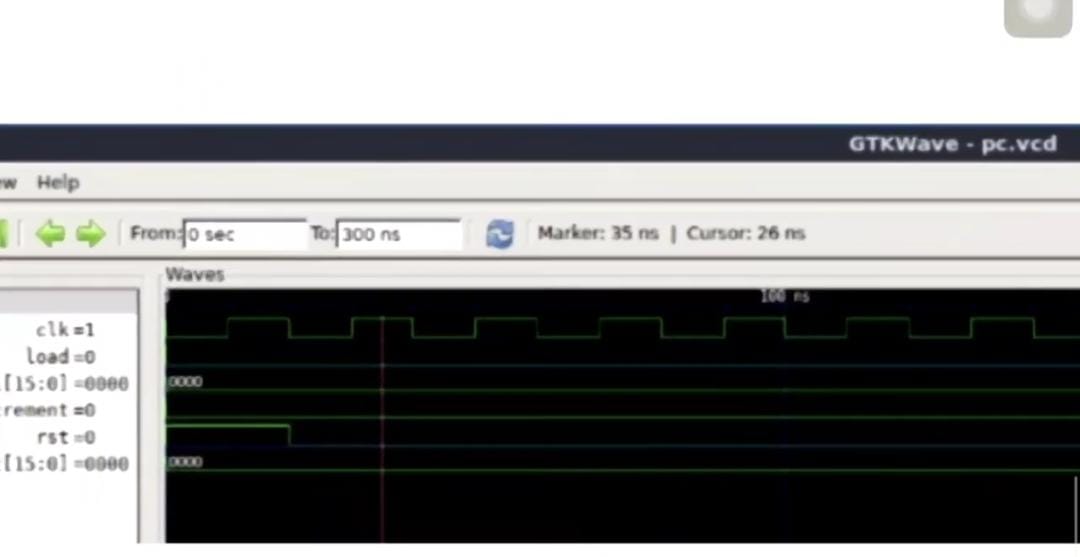 GTKWave - pc.vcd
ew Help
From: 0 sec To: 300 ns Marker: 35 ns | Cursor: 26 ns
Waves
100 ns
clk=1
load=0
[15:0] =0000 0000
rement =0
rst=0
[15:0] =0000 0000